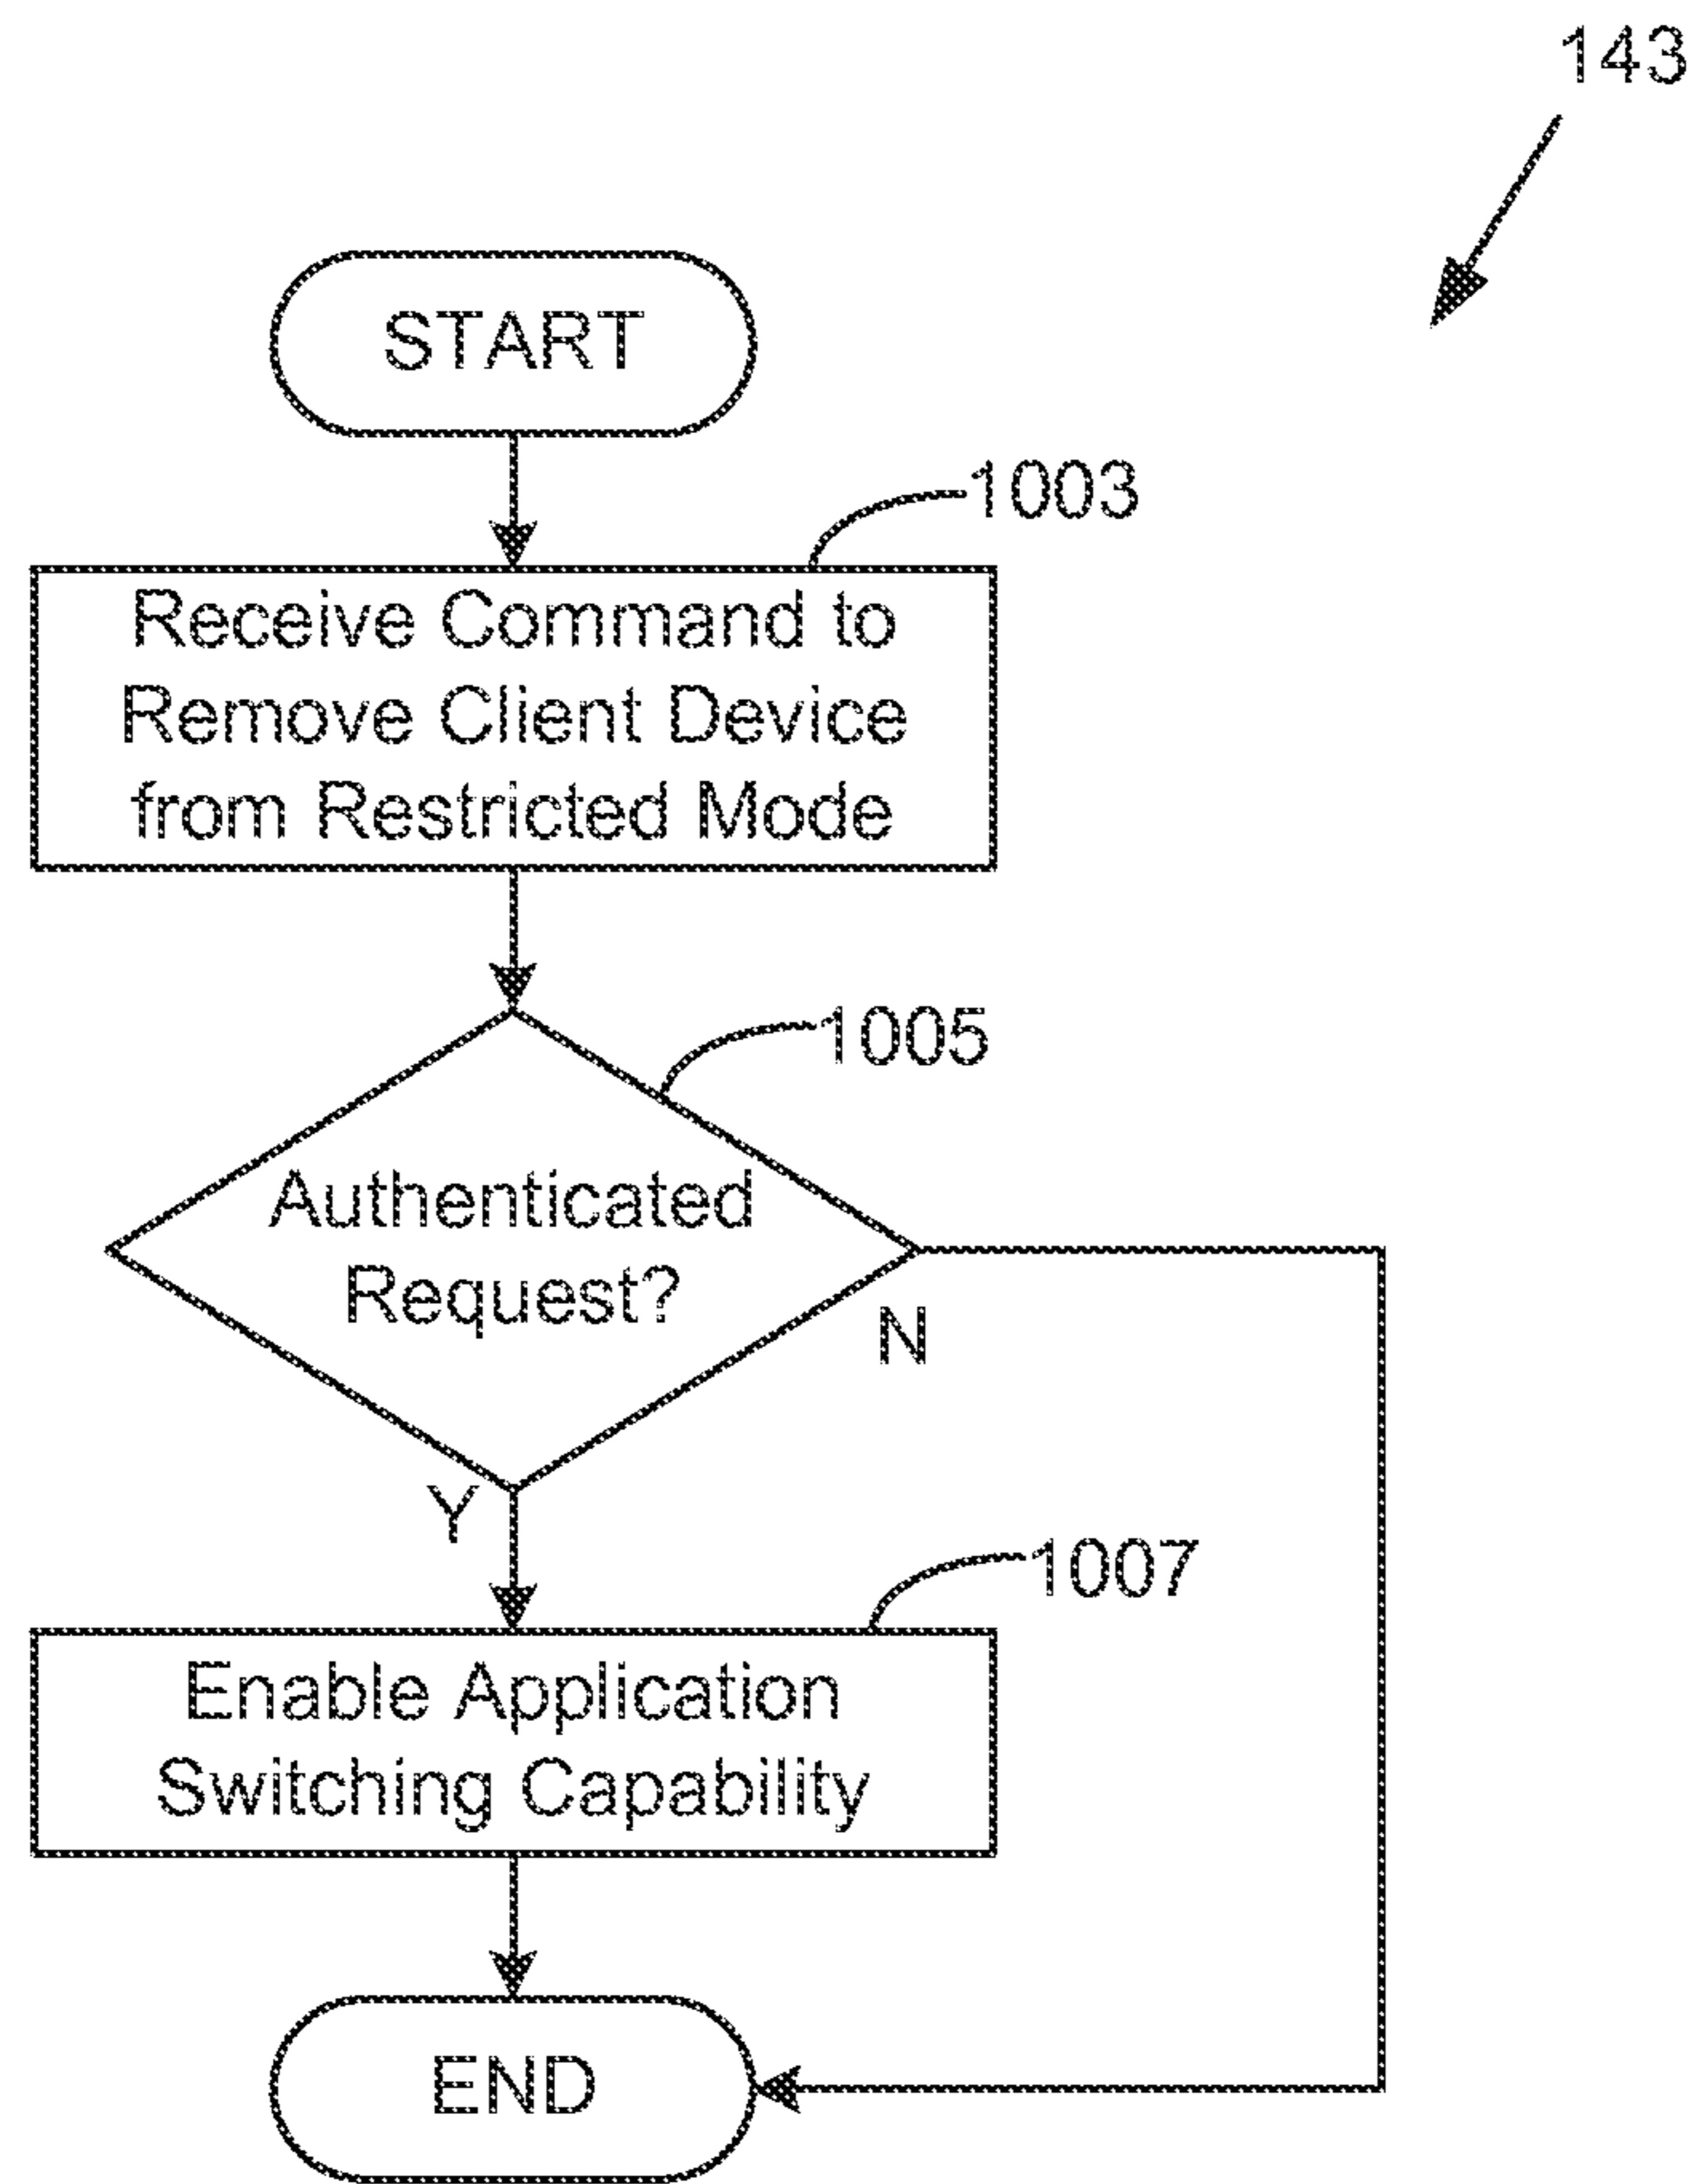 143
START
1003
Receive Command to
Remove Client Device
from Restricted Mode
1005
Authenticated
Request?
N
Y
1007
Enable Application
Switching Capability
END